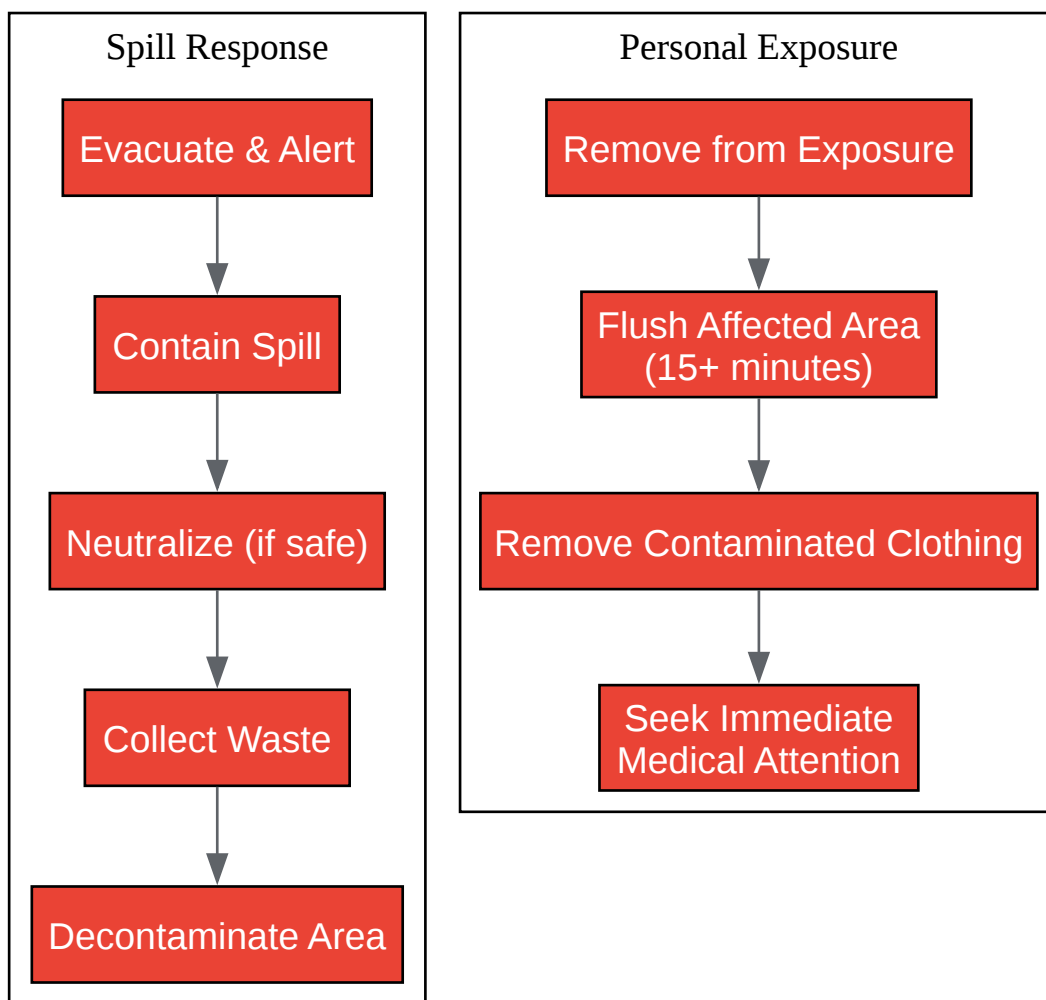 Spill Response
Evacuate & Alert
Contain Spill
Neutralize (if safe)
Collect Waste
Decontaminate Area
Personal Exposure
Remove from Exposure
Flush Affected Area
(15+ minutes)
Remove Contaminated Clothing
Seek Immediate
Medical Attention